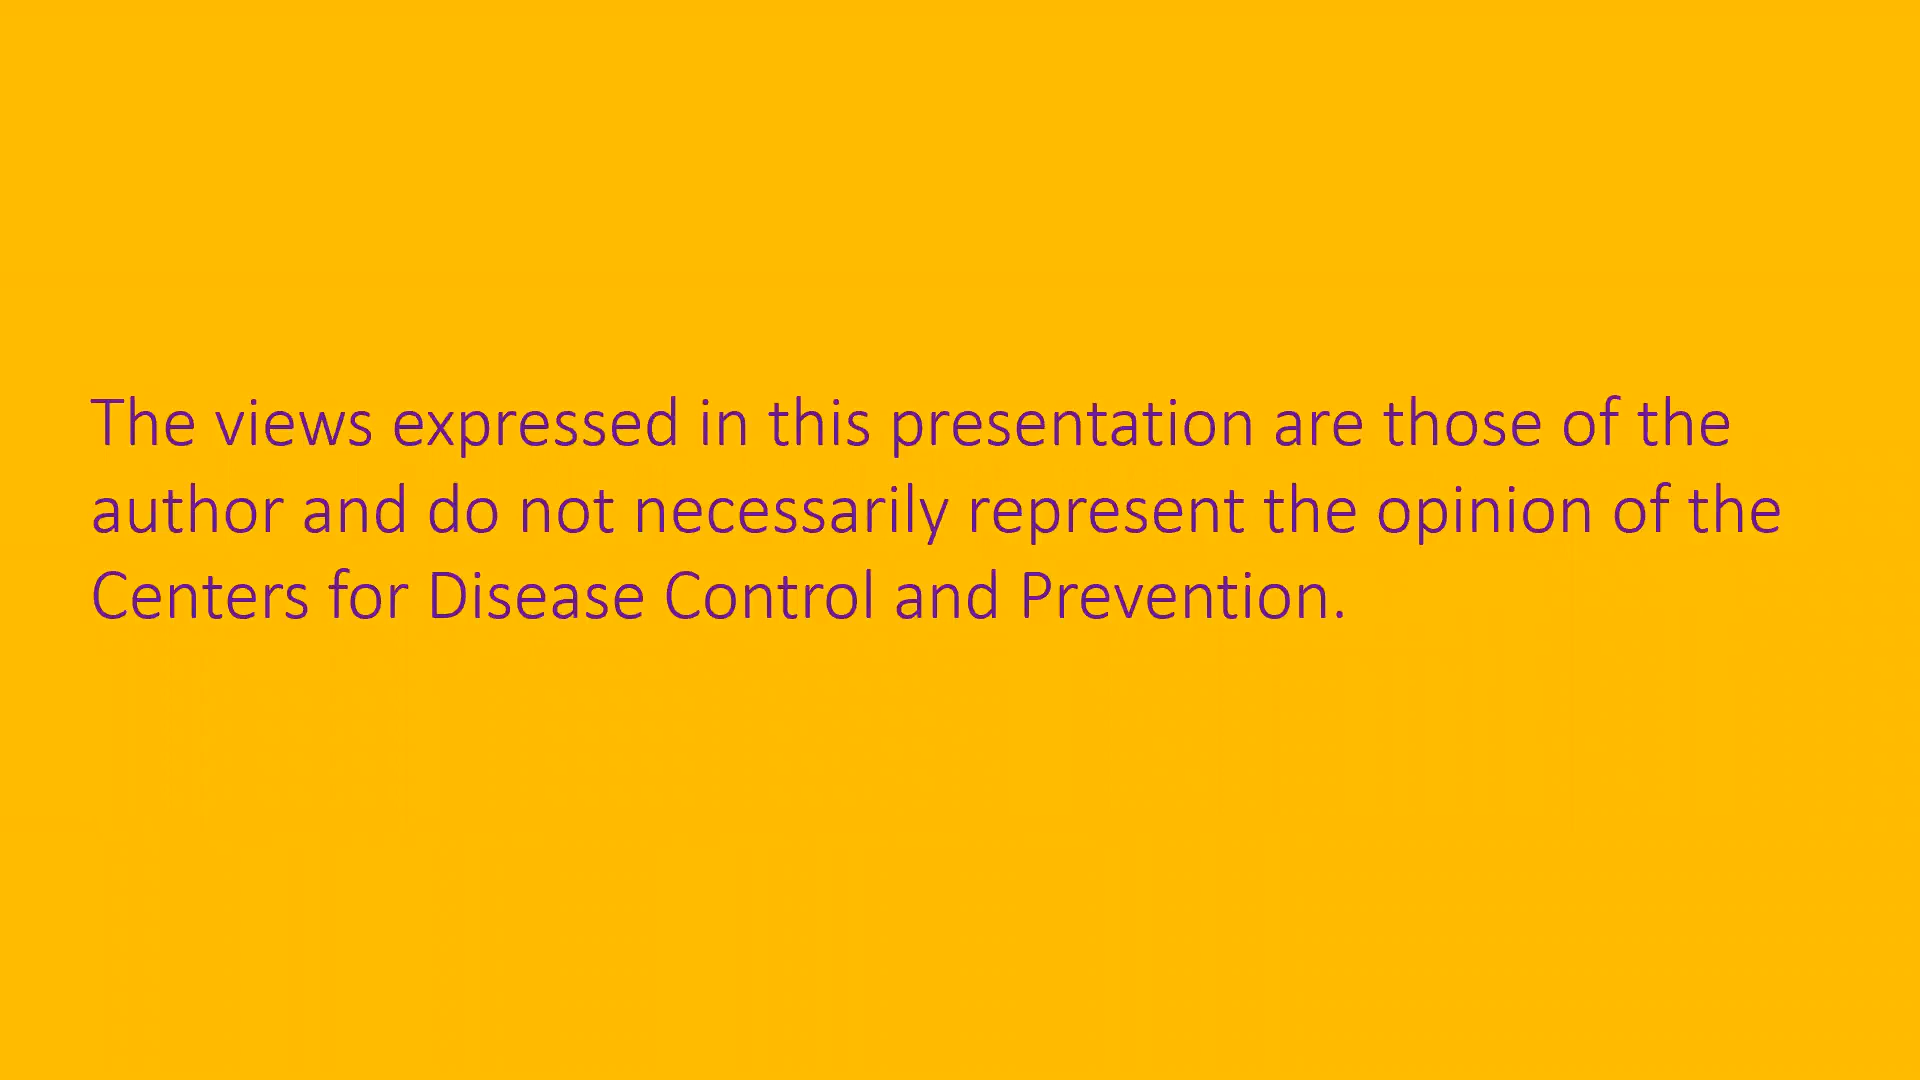 The views expressed in this presentation are those of the
author and do not necessarily represent the opinion of the
Centers for Disease Control and Prevention.